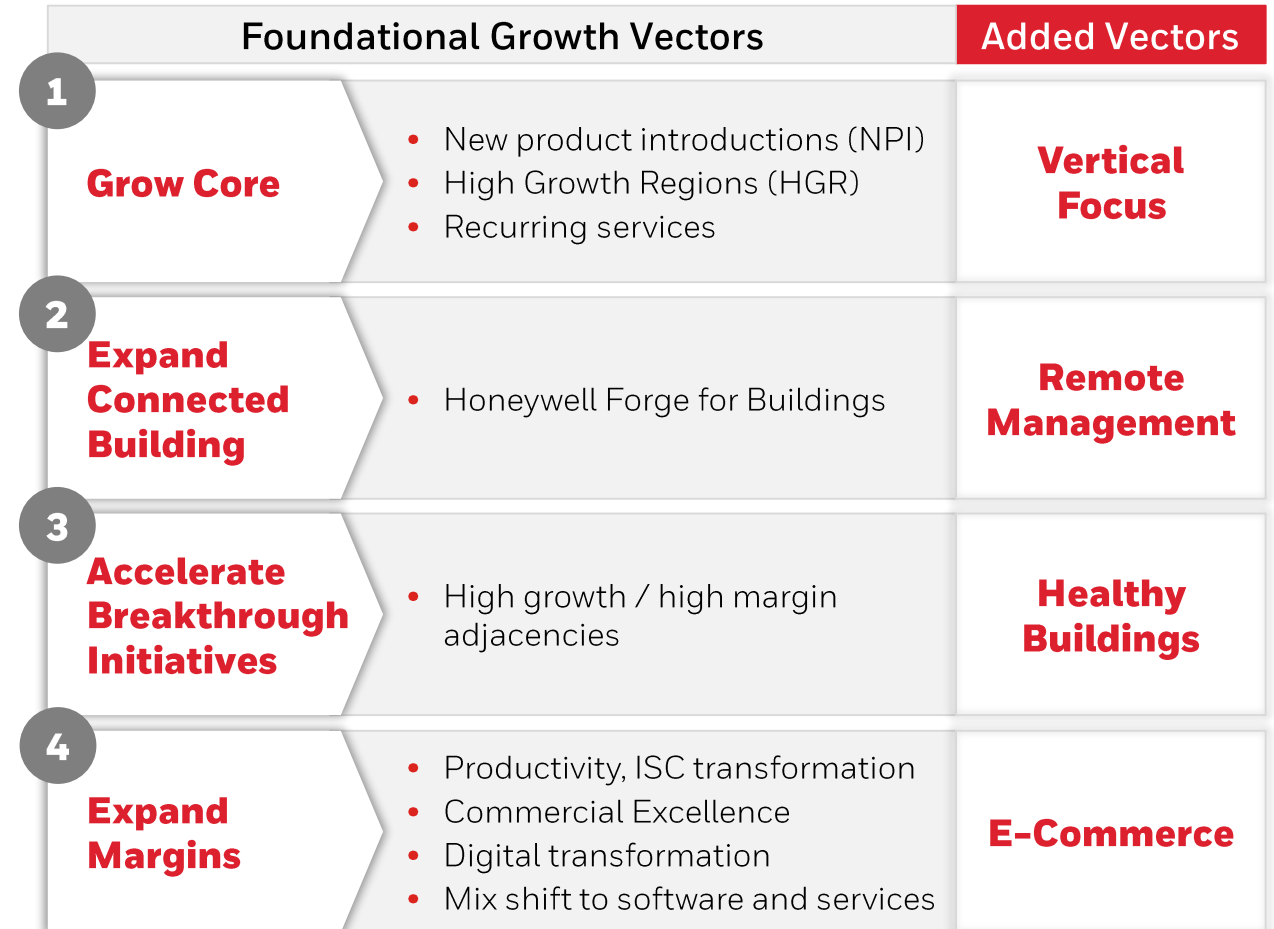 Foundational Growth Vectors
Added Vectors
1
Grow Core
• New product introductions (NPI)
• High Growth Regions (HGR)
• Recurring services
Vertical
Focus
2
Expand
Connected
Building
• Honeywell Forge for Buildings
Remote
Management
3
Accelerate
Breakthrough
Initiatives
• High growth / high margin
adjacencies
Healthy
Buildings
4
Expand
Margins
• Productivity, ISC transformation
• Commercial Excellence
• Digital transformation
• Mix shift to software and services
E-Commerce